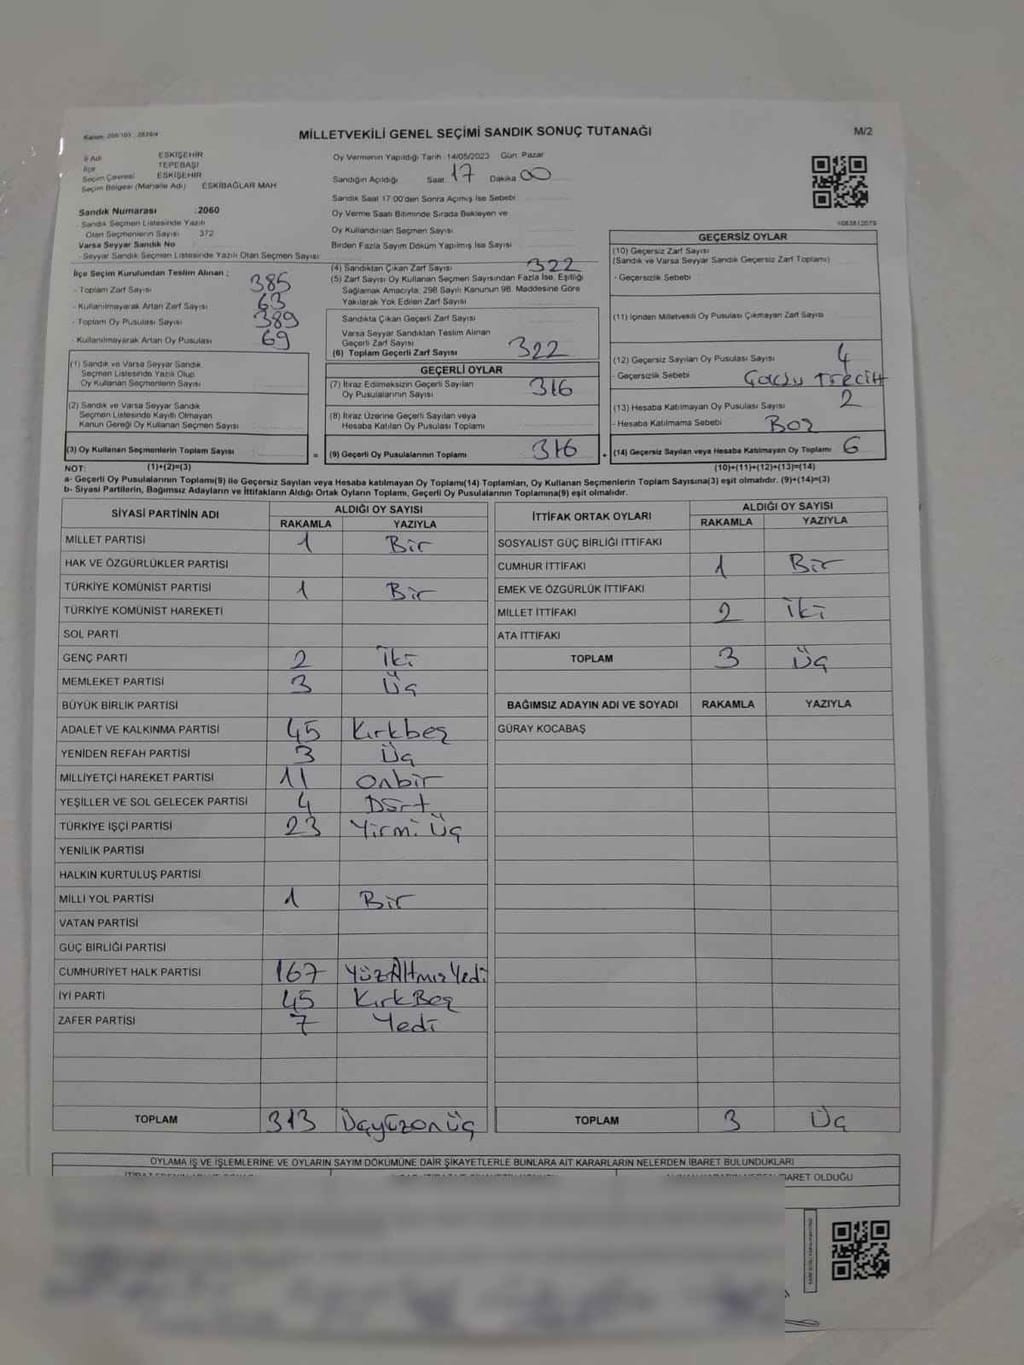 MİLLETVEKİLİ GENEL SEÇİMİ SANDIK SONUÇ TUTANAĞI
M/2
İl Adı ESKİŞEHİR
İlçe TEPEBAŞI
Seçim Çevresi ESKİŞEHİR
Seçim Bölgesi (Mahalle Adı) ESKİBAĞLAR MAH
Sandık Numarası 2060
- Sandık Seçmen Listesinde Yazılı
Olan Seçmenlerin Sayısı 372
Varsa Seyyar Sandık No
- Seyyar Sandık Seçmen Listesinde Yazılı Olan Seçmen Sayısı
İlçe Seçim Kurulundan Teslim Alınan ;
- Toplam Zarf Sayısı 385
- Kullanılmayarak Artan Zarf Sayısı 63
- Toplam Oy Pusulası Sayısı 389
- Kullanılmayarak Artan Oy Pusulası 69
(1) Sandık ve Varsa Seyyar Sandık
Seçmen Listesinde Yazılı Olup
Oy Kullanan Seçmenlerin Sayısı
(2) Sandık ve Varsa Seyyar Sandık
Seçmen Listesinde Kayıtlı Olmayan
Kanun Gereği Oy Kullanan Seçmen Sayısı
(3) Oy Kullanan Seçmenlerin Toplam Sayısı
Oy Vermenin Yapıldığı Tarih :14/05/2023 Gün: Pazar
Sandığın Açıldığı Saat 17 Dakika 00
Sandık Saat 17:00'den Sonra Açılmış İse Sebebi
Oy Verme Saati Bitiminde Sırada Bekleyen ve
Oy Kullandırılan Seçmen Sayısı
Birden Fazla Sayım Döküm Yapılmış İse Sayısı
(4) Sandıktan Çıkan Zarf Sayısı 322
(5) Zarf Sayısı Oy Kullanan Seçmen Sayısından Fazla İse, Eşitliği
Sağlamak Amacıyla, 298 Sayılı Kanunun 98. Maddesine Göre
Yakılarak Yok Edilen Zarf Sayısı
Sandıkta Çıkan Geçerli Zarf Sayısı
Varsa Seyyar Sandıktan Teslim Alınan
Geçerli Zarf Sayısı
(6) Toplam Geçerli Zarf Sayısı 322
GEÇERLİ OYLAR
(7) İtiraz Edilmeksizin Geçerli Sayılan
Oy Pusulalarının Sayısı 316
(8) İtiraz Üzerine Geçerli Sayılan veya
Hesaba Katılan Oy Pusulası Toplamı
= (9) Geçerli Oy Pusulalarının Toplamı 316
1083812079
GEÇERSİZ OYLAR
(10) Geçersiz Zarf Sayısı
(Sandık ve Varsa Seyyar Sandık Geçersiz Zarf Toplamı)
- Geçersizlik Sebebi
(11) İçinden Milletvekili Oy Pusulası Çıkmayan Zarf Sayısı
(12) Geçersiz Sayılan Oy Pusulası Sayısı 4
- Geçersizlik Sebebi
(13) Hesaba Katılmayan Oy Pusulası Sayısı 2
- Hesaba Katılmama Sebebi Boş
+ (14) Geçersiz Sayılan veya Hesaba Katılmayan Oy Toplamı 6
NOT: (1)+(2)=(3) (10)+(11)+(12)+(13)=(14)
a- Geçerli Oy Pusulalarının Toplamı(9) ile Geçersiz Sayılan veya Hesaba katılmayan Oy Toplamı(14) Toplamları, Oy Kullanan Seçmenlerin Toplam Sayısına(3) eşit olmalıdır. (9)+(14)=(3)
b- Siyasi Partilerin, Bağımsız Adayların ve İttifakların Aldığı Ortak Oyların Toplamı, Geçerli Oy Pusulalarının Toplamına(9) eşit olmalıdır.
SİYASİ PARTİNİN ADI ALDIĞI OY SAYISI
RAKAMLA YAZIYLA
MİLLET PARTİSİ 1 Bir
HAK VE ÖZGÜRLÜKLER PARTİSİ
TÜRKİYE KOMÜNİST PARTİSİ 1 Bir
TÜRKİYE KOMÜNİST HAREKETİ
SOL PARTİ
GENÇ PARTİ 2 İki
MEMLEKET PARTİSİ 3 Üç
BÜYÜK BİRLİK PARTİSİ
ADALET VE KALKINMA PARTİSİ 45 Kırkbeş
YENİDEN REFAH PARTİSİ 3 Üç
MİLLİYETÇİ HAREKET PARTİSİ 11 onbir
YEŞİLLER VE SOL GELECEK PARTİSİ 4 Dört
TÜRKİYE İŞÇİ PARTİSİ 23 Yirmi Üç
YENİLİK PARTİSİ
HALKIN KURTULUŞ PARTİSİ
MİLLİ YOL PARTİSİ 1 Bir
VATAN PARTİSİ
GÜÇ BİRLİĞİ PARTİSİ
CUMHURİYET HALK PARTİSİ 167 YüzAltmış Yedi
İYİ PARTİ 45 KırkBeş
ZAFER PARTİSİ 7 Yedi
TOPLAM 313 Üçyüzonüç
İTTİFAK ORTAK OYLARI ALDIĞI OY SAYISI
RAKAMLA YAZIYLA
SOSYALİST GÜÇ BİRLİĞİ İTTİFAKI
CUMHUR İTTİFAKI 1 Bir
EMEK VE ÖZGÜRLÜK İTTİFAKI
MİLLET İTTİFAKI 2 İki
ATA İTTİFAKI
TOPLAM 3 Üç
BAĞIMSIZ ADAYIN ADI VE SOYADI RAKAMLA YAZIYLA
GÜRAY KOCABAŞ
TOPLAM 3 Üç
OYLAMA İŞ VE İŞLEMLERİNE VE OYLARIN SAYIM DÖKÜMÜNE DAİR ŞİKAYETLERLE BUNLARA AİT KARARLARIN NELERDEN İBARET BULUNDUKLARI
İBARET OLDUĞU